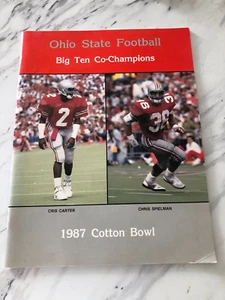 Ohio State Football
Big Ten Co-Champions
2
36
CRIS CARTER
CHRIS SPIELMAN
1987 Cotton Bowl